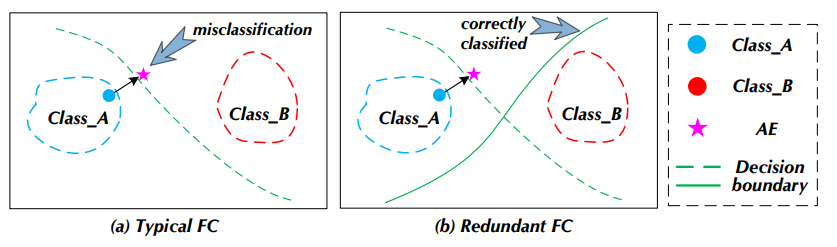 misclassification
Class_A
Class_B
(a) Typical FC
correctly
classified
Class_A
Class_B
(b) Redundant FC
Class_A
Class_B
AE
Decision
boundary